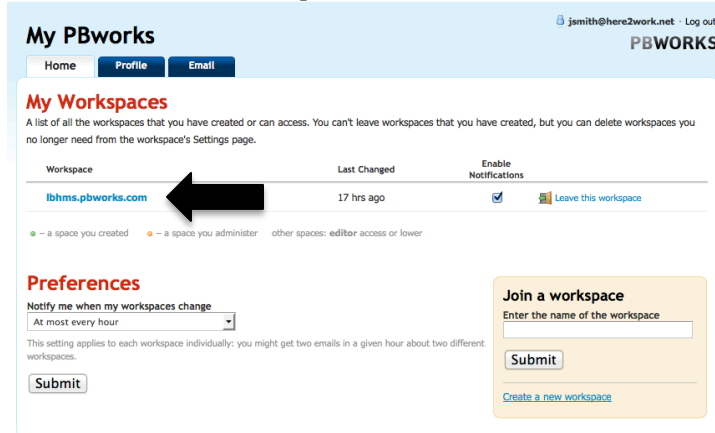 jsmith@here2work.net · Log out
My PBworks
PBWORKS
Home Profile Email
My Workspaces
A list of all the workspaces that you have created or can access. You can't leave workspaces that you have created, but you can delete workspaces you
no longer need from the workspace's Settings page.
Workspace Last Changed Enable Notifications
lbhms.pbworks.com 17 hrs ago Leave this workspace
– a space you created – a space you administer other spaces: editor access or lower
Preferences
Notify me when my workspaces change
At most every hour
This setting applies to each workspace individually: you might get two emails in a given hour about two different
workspaces.
Submit
Join a workspace
Enter the name of the workspace
Submit
Create a new workspace